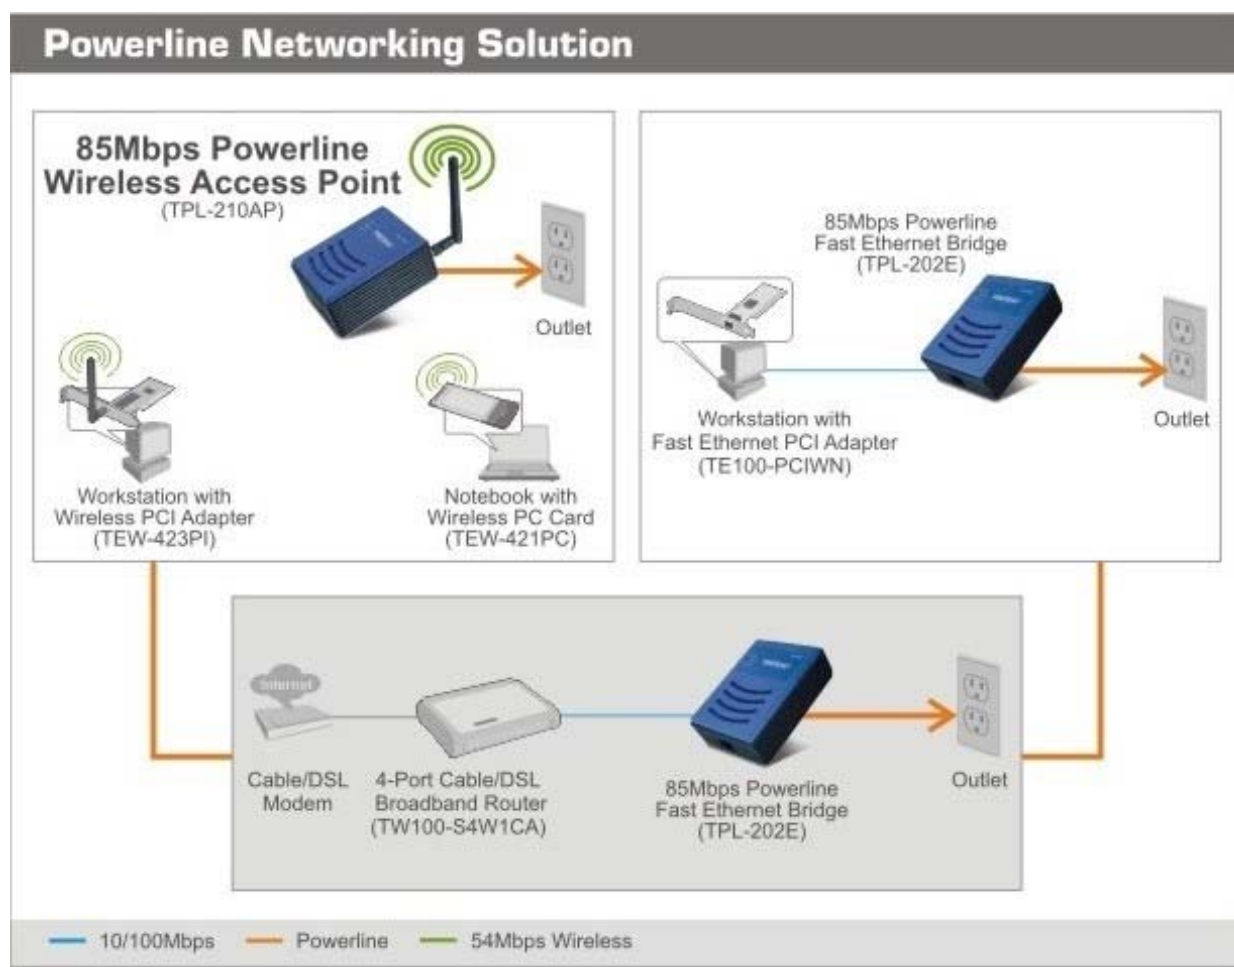 Powerline Networking Solution
85Mbps Powerline
Wireless Access Point
(TPL-210AP)
Outlet
Workstation with
Wireless PCI Adapter
(TEW-423PI)
Notebook with
Wireless PC Card
(TEW-421PC)
85Mbps Powerline
Fast Ethernet Bridge
(TPL-202E)
Workstation with
Fast Ethernet PCI Adapter
(TE100-PCIWN)
Outlet
Internet
Cable/DSL
Modem
4-Port Cable/DSL
Broadband Router
(TW100-S4W1CA)
85Mbps Powerline
Fast Ethernet Bridge
(TPL-202E)
Outlet
10/100Mbps
Powerline
54Mbps Wireless